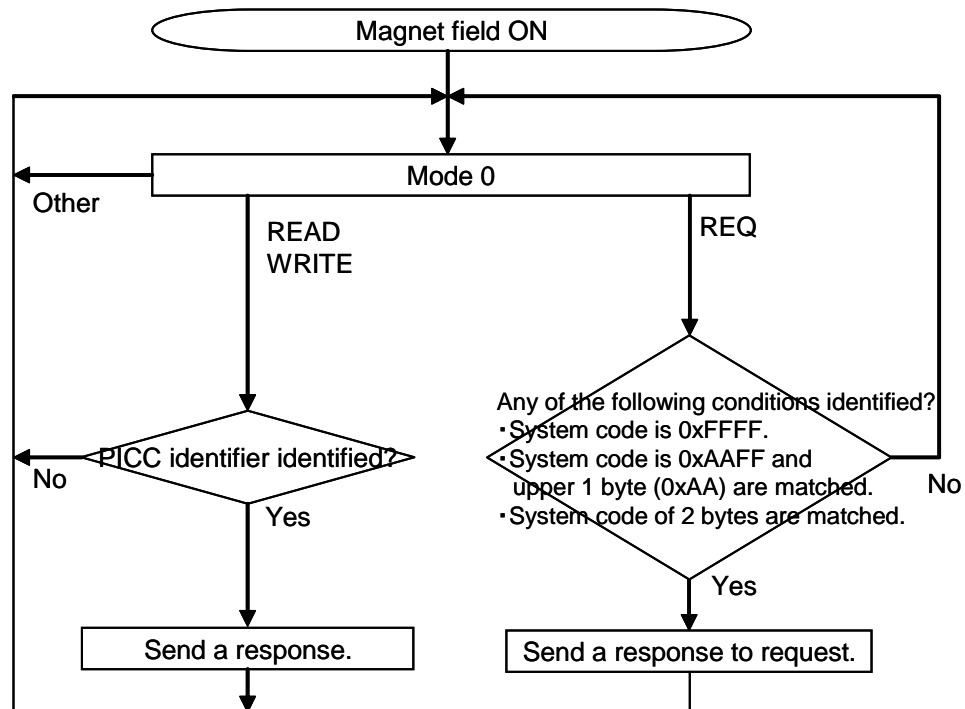 Magnet field ON
Mode 0
Other
READ
WRITE
REQ
PICC identifier identified?
No
Yes
Any of the following conditions identified?
・System code is 0xFFFF.
・System code is 0xAAFF and
upper 1 byte (0xAA) are matched.
・System code of 2 bytes are matched.
No
Yes
Send a response.
Send a response to request.